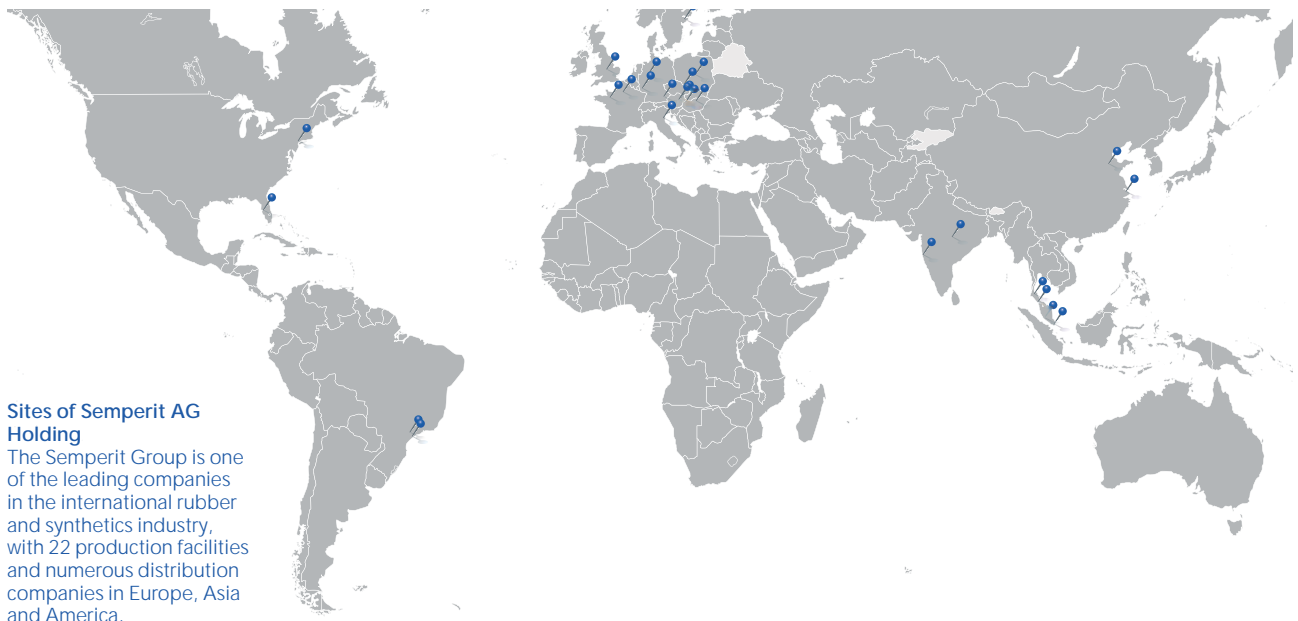 Sites of Semperit AG
Holding
The Semperit Group is one
of the leading companies
in the international rubber
and synthetics industry,
with 22 production facilities
and numerous distribution
companies in Europe, Asia
and America.